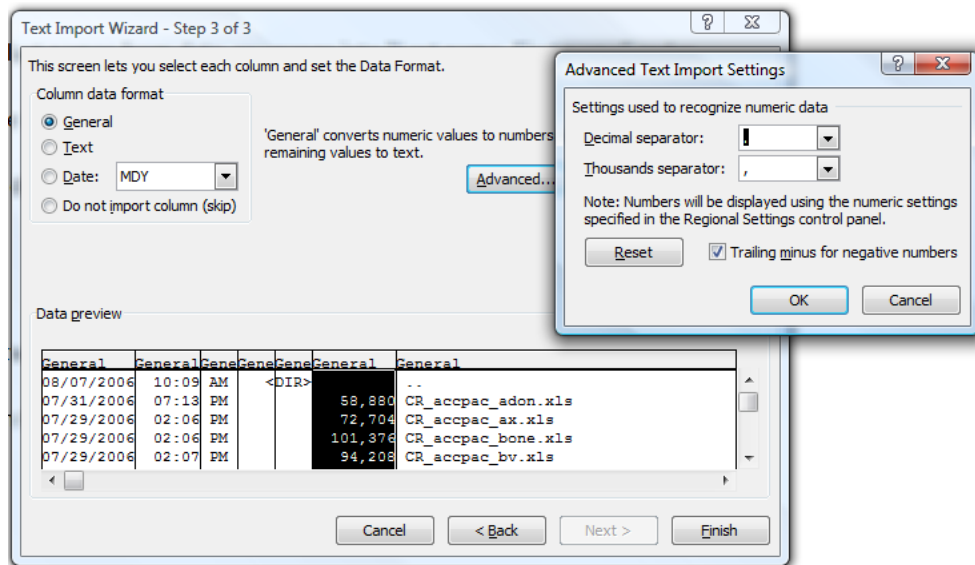 Text Import Wizard - Step 3 of 3
This screen lets you select each column and set the Data Format.
Column data format
General
Text
Date: MDY
Do not import column (skip)
'General' converts numeric values to numbers
remaining values to text.
Advanced...
Data preview
General General Gene Gene Gene General General
08/07/2006 10:09 AM <DIR> ..
07/31/2006 07:13 PM 58,880 CR_accpac_adon.xls
07/29/2006 02:06 PM 72,704 CR_accpac_ax.xls
07/29/2006 02:06 PM 101,376 CR_accpac_bone.xls
07/29/2006 02:07 PM 94,208 CR_accpac_bv.xls
Cancel < Back Next > Finish
Advanced Text Import Settings
Settings used to recognize numeric data
Decimal separator: .
Thousands separator: ,
Note: Numbers will be displayed using the numeric settings
specified in the Regional Settings control panel.
Reset Trailing minus for negative numbers
OK Cancel